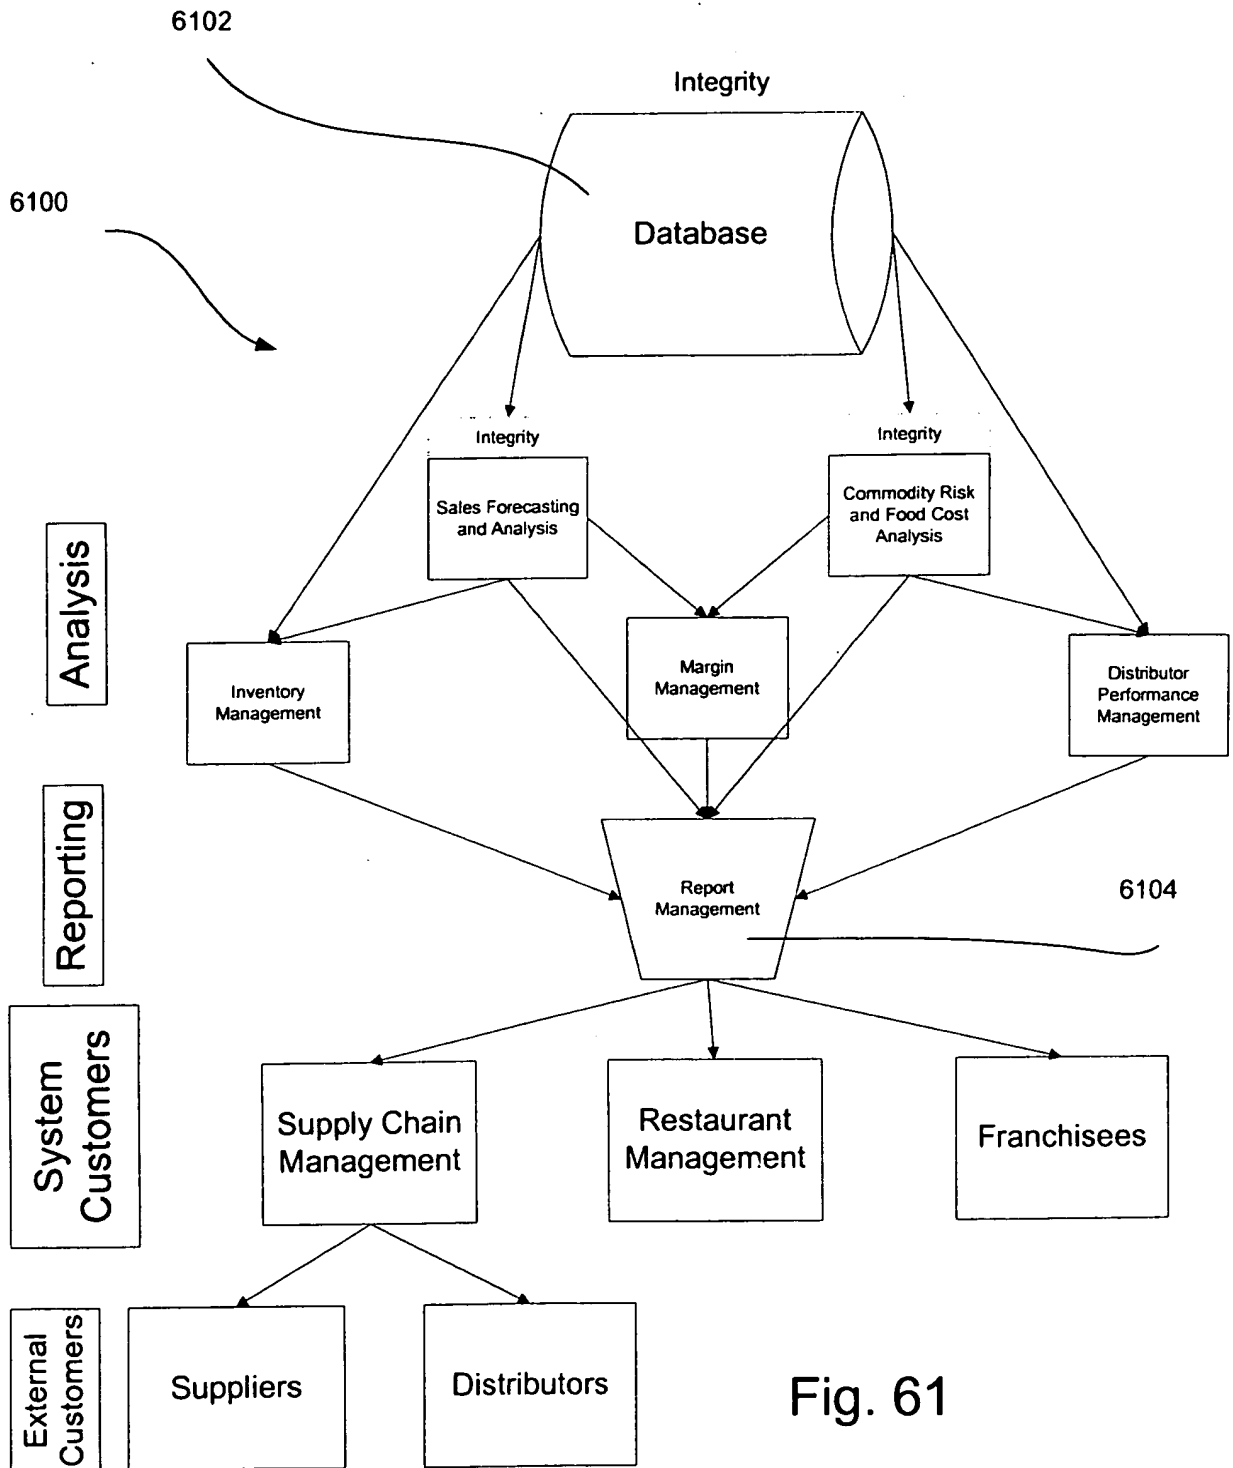 6102
Integrity
6100
Database
Integrity
Integrity
Sales Forecasting
and Analysis
Commodity Risk
and Food Cost
Analysis
Analysis
Inventory
Management
Margin
Management
Distributor
Performance
Management
Reporting
Report
Management
6104
System
Customers
Supply Chain
Management
Restaurant
Management
Franchisees
External
Customers
Suppliers
Distributors
Fig. 61